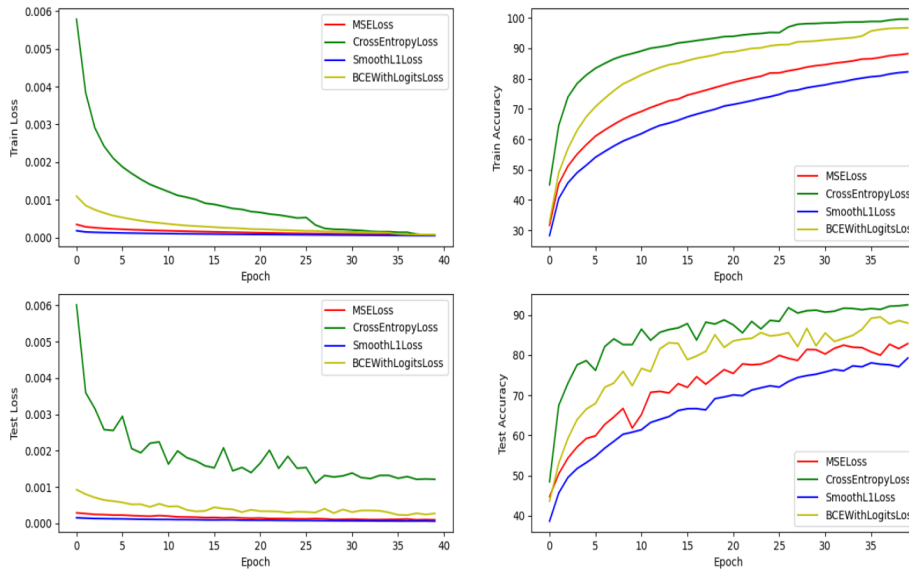 0.006
0.005
0.004
0.003
0.002
0.001
0.000
Train Loss
0 5 10 15 20 25 30 35 40
Epoch
MSELoss
CrossEntropyLoss
SmoothL1Loss
BCEWithLogitsLoss
100
90
80
70
60
50
40
30
Train Accuracy
0 5 10 15 20 25 30 35
Epoch
MSELoss
CrossEntropyLoss
SmoothL1Loss
BCEWithLogitsLoss
0.006
0.005
0.004
0.003
0.002
0.001
0.000
Test Loss
0 5 10 15 20 25 30 35 40
Epoch
MSELoss
CrossEntropyLoss
SmoothL1Loss
BCEWithLogitsLoss
90
80
70
60
50
40
Test Accuracy
0 5 10 15 20 25 30 35
Epoch
MSELoss
CrossEntropyLoss
SmoothL1Loss
BCEWithLogitsLoss